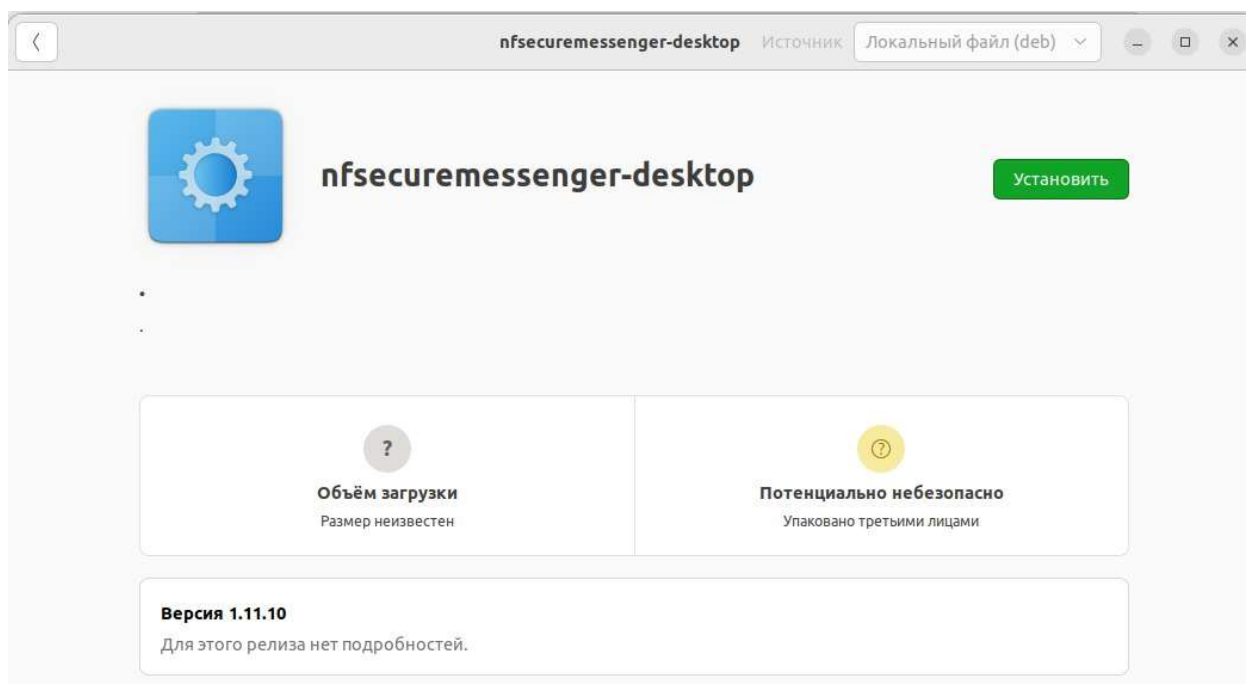 nfsecuremessenger-desktop Источник Локальный файл (deb)
nfsecuremessenger-desktop
Установить
.
.
?
Объём загрузки
Размер неизвестен
?
Потенциально небезопасно
Упаковано третьими лицами
Версия 1.11.10
Для этого релиза нет подробностей.